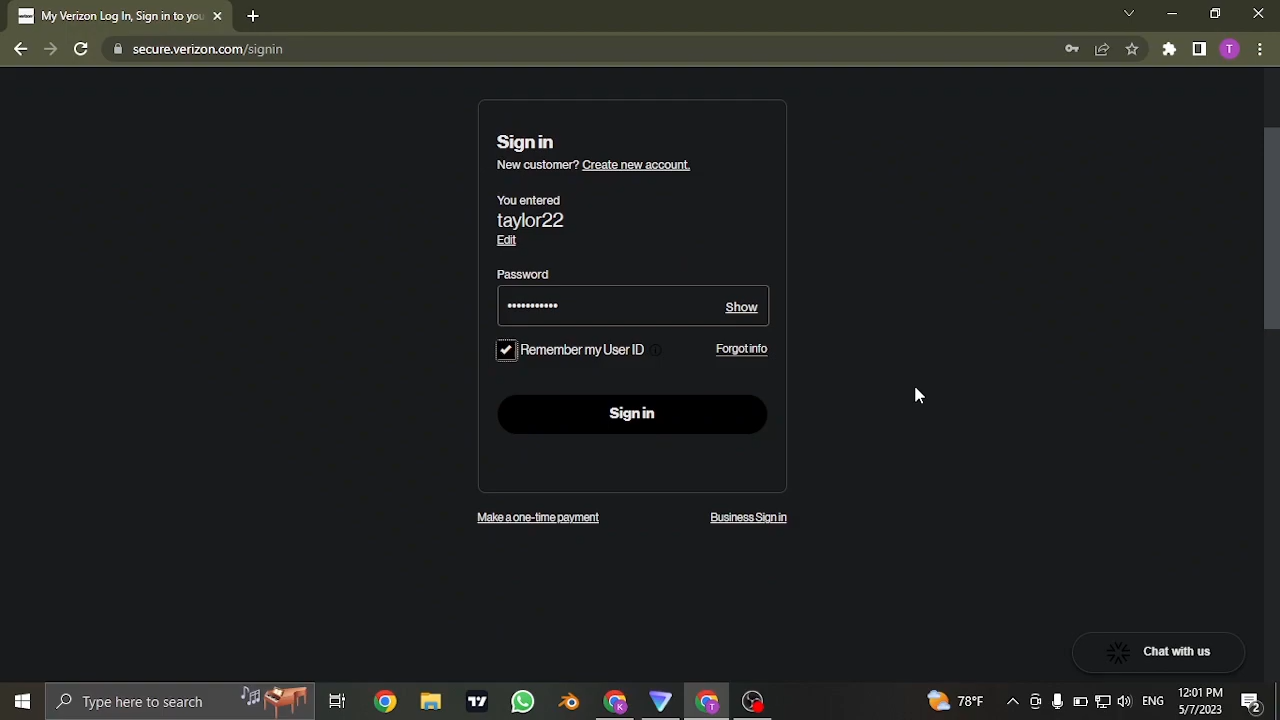 My Verizon Log In, Sign in to you
secure.verizon.com/signin
T
Sign in
New customer? Create new account.
You entered
taylor22
Edit
Password
•••••••••••
Show
Remember my User ID
Forgot info
Sign in
Make a one-time payment
Business Sign in
Chat with us
Type here to search
K
T
78°F
ENG
12:01 PM
5/7/2023
2